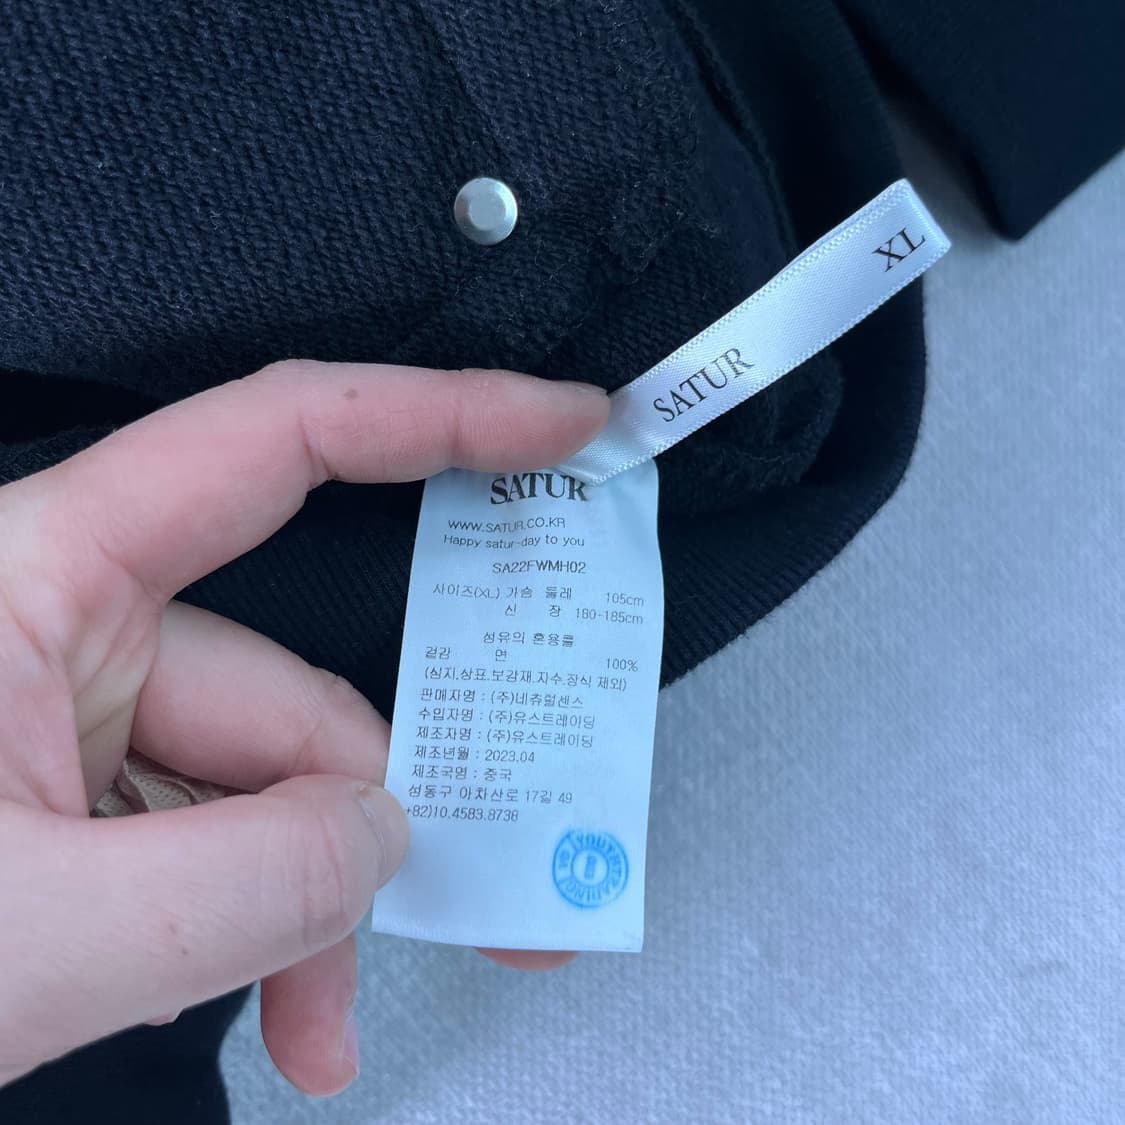 XL
SATUR
SATUR
WWW.SATUR.CO.KR
Happy satur-day to you
SA22FWMH02
사이즈(XL) 가슴 둘레 105cm
신 장 180-185cm
섬유의 혼용률
겉감 면 100%
(심지,상표,보강재,자수,장식 제외)
판매자명 : (주)네츄럴센스
수입자명 : (주)유스트레이딩
제조자명 : (주)유스트레이딩
제조년월 : 2023.04
제조국명 : 중국
성동구 아차산로 17길 49
+82)10.4583.8738
YOUTHTRADING